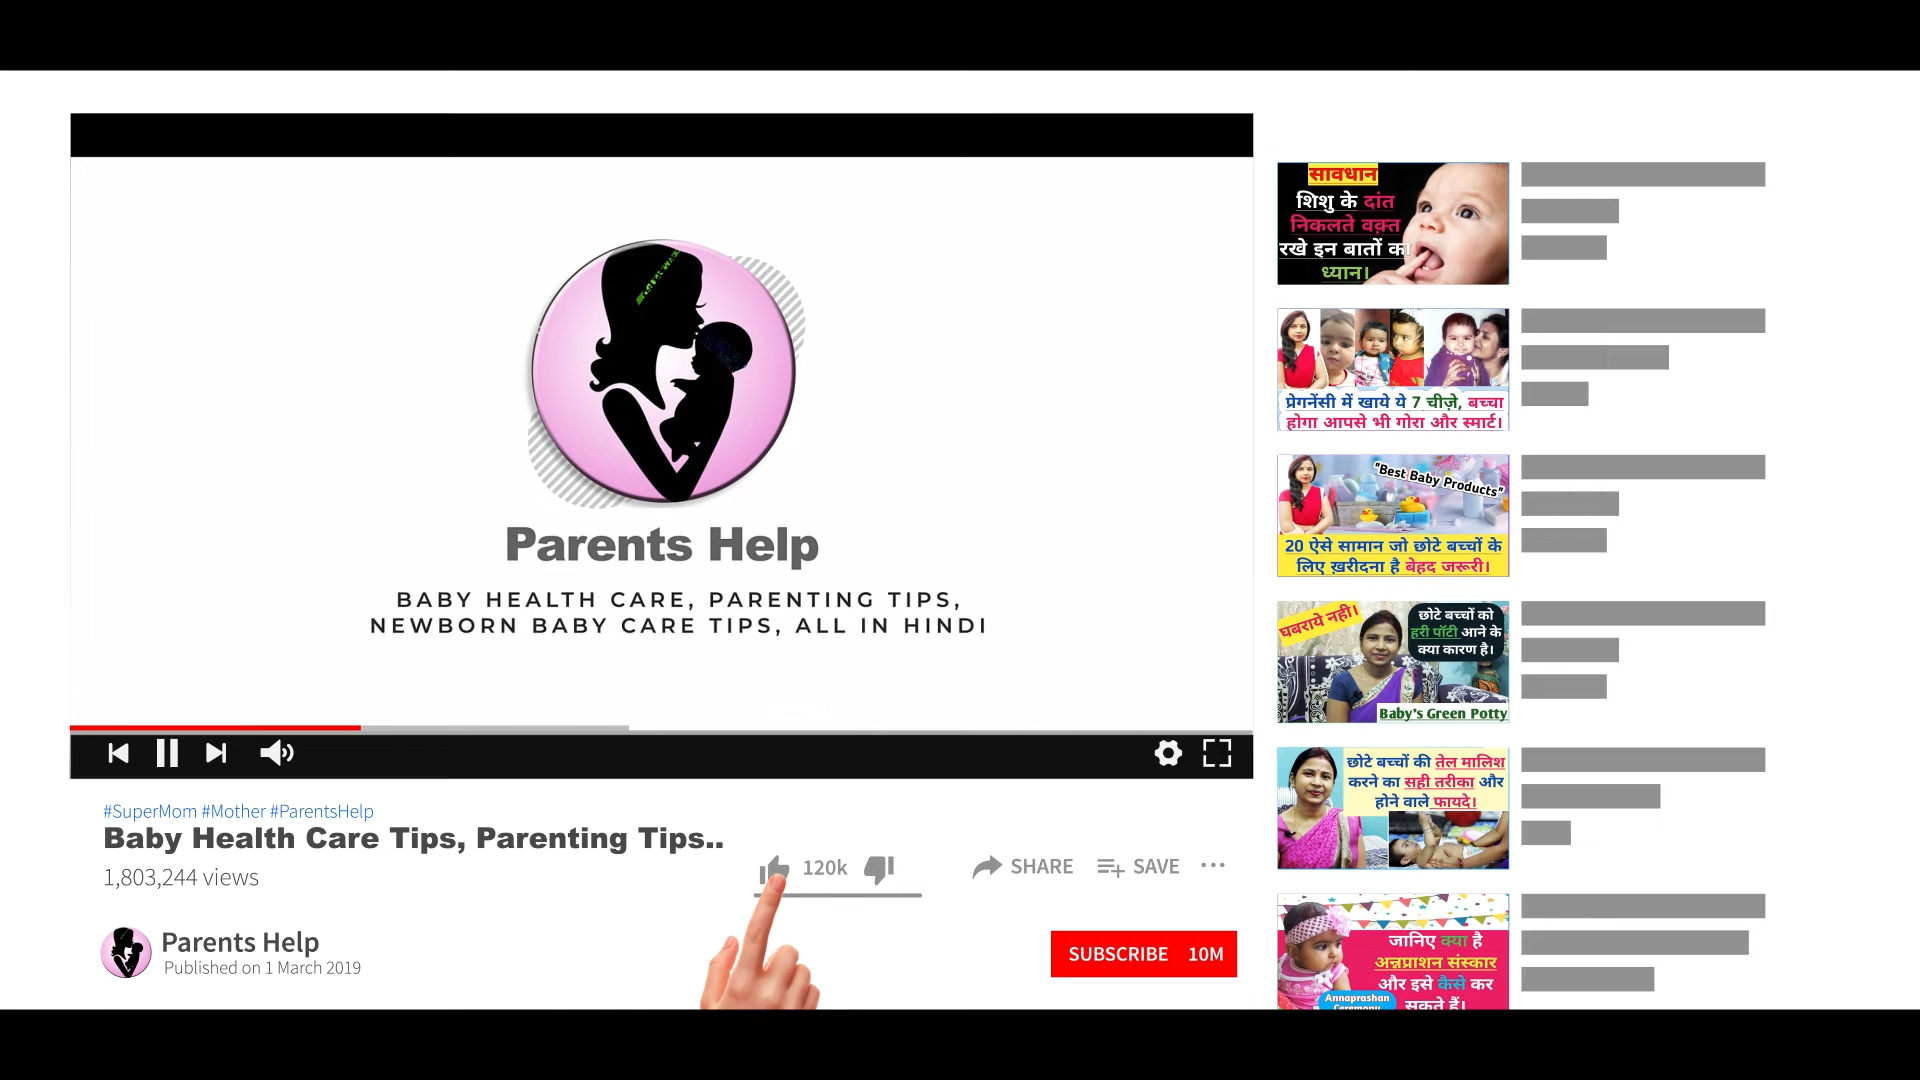 Parents Help
BABY HEALTH CARE, PARENTING TIPS,
NEWBORN BABY CARE TIPS, ALL IN HINDI
#SuperMom #Mother #ParentsHelp
Baby Health Care Tips, Parenting Tips..
1,803,244 views
120k
SHARE
SAVE
Parents Help
Published on 1 March 2019
SUBSCRIBE 10M
सावधान
शिशु के दांत
निकलते वक़्त
रखे इन बातों का
ध्यान।
प्रेगनेंसी में खाये ये 7 चीज़े, बच्चा
होगा आपसे भी गोरा और स्मार्ट।
"Best Baby Products"
20 ऐसे सामान जो छोटे बच्चों के
लिए ख़रीदना है बेहद जरूरी।
घबराये नही।
छोटे बच्चों को
हरी पॉटी आने के
क्या कारण है।
Baby's Green Potty
छोटे बच्चों की तेल मालिश
करने का सही तरीका और
होने वाले फायदे।
जानिए क्या है
अन्नप्राशन संस्कार
और इसे कैसे कर
सकते हैं।
Annaprashan
Ceremony